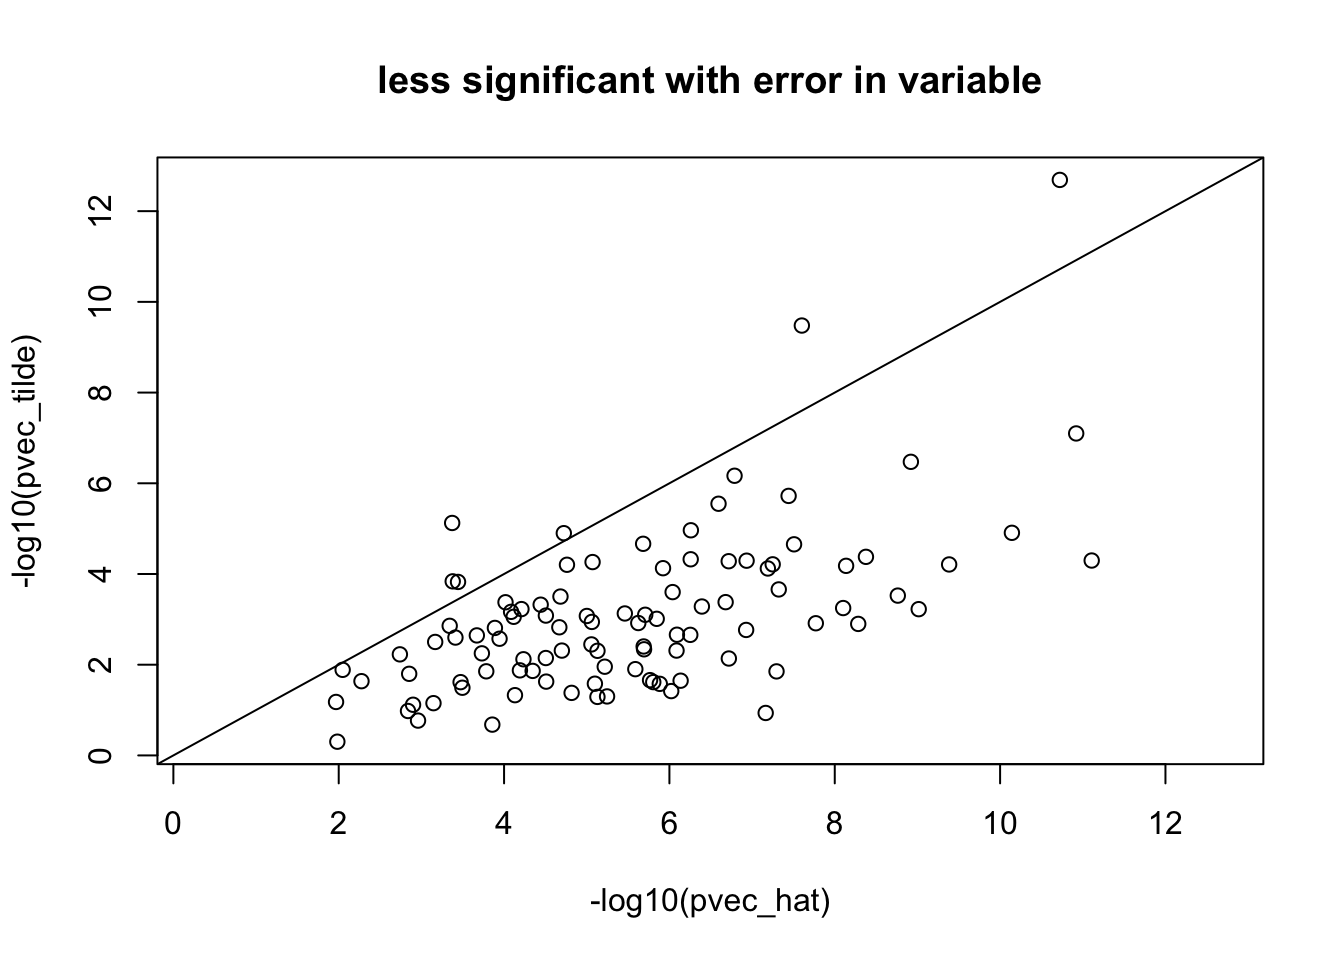 less significant with error in variable
-log10(pvec_tilde)
12
10
8
6
4
2
0
0 2 4 6 8 10 12
-log10(pvec_hat)